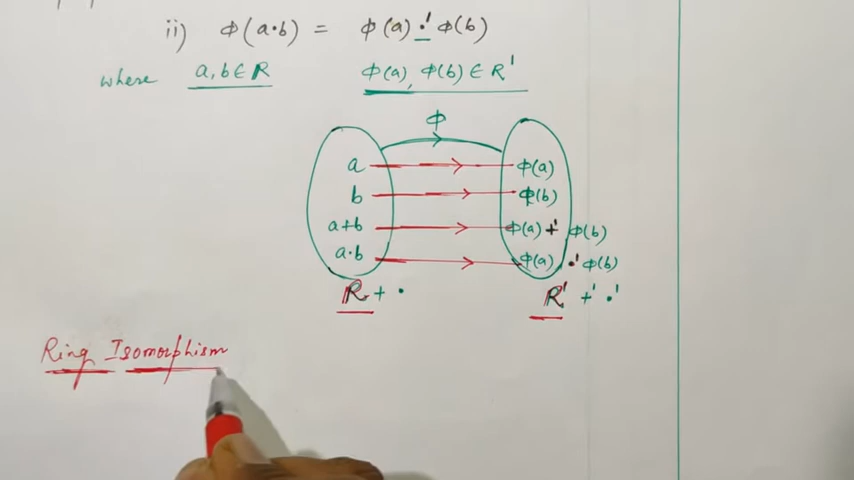 ii) Φ(a·b) = Φ(a) ·' Φ(b)
where a, b ∈ R Φ(a), Φ(b) ∈ R'
Φ
a Φ(a)
b Φ(b)
a+b Φ(a) +' Φ(b)
a·b Φ(a) ·' Φ(b)
R + · R' +' ·'
Ring Isomorphism